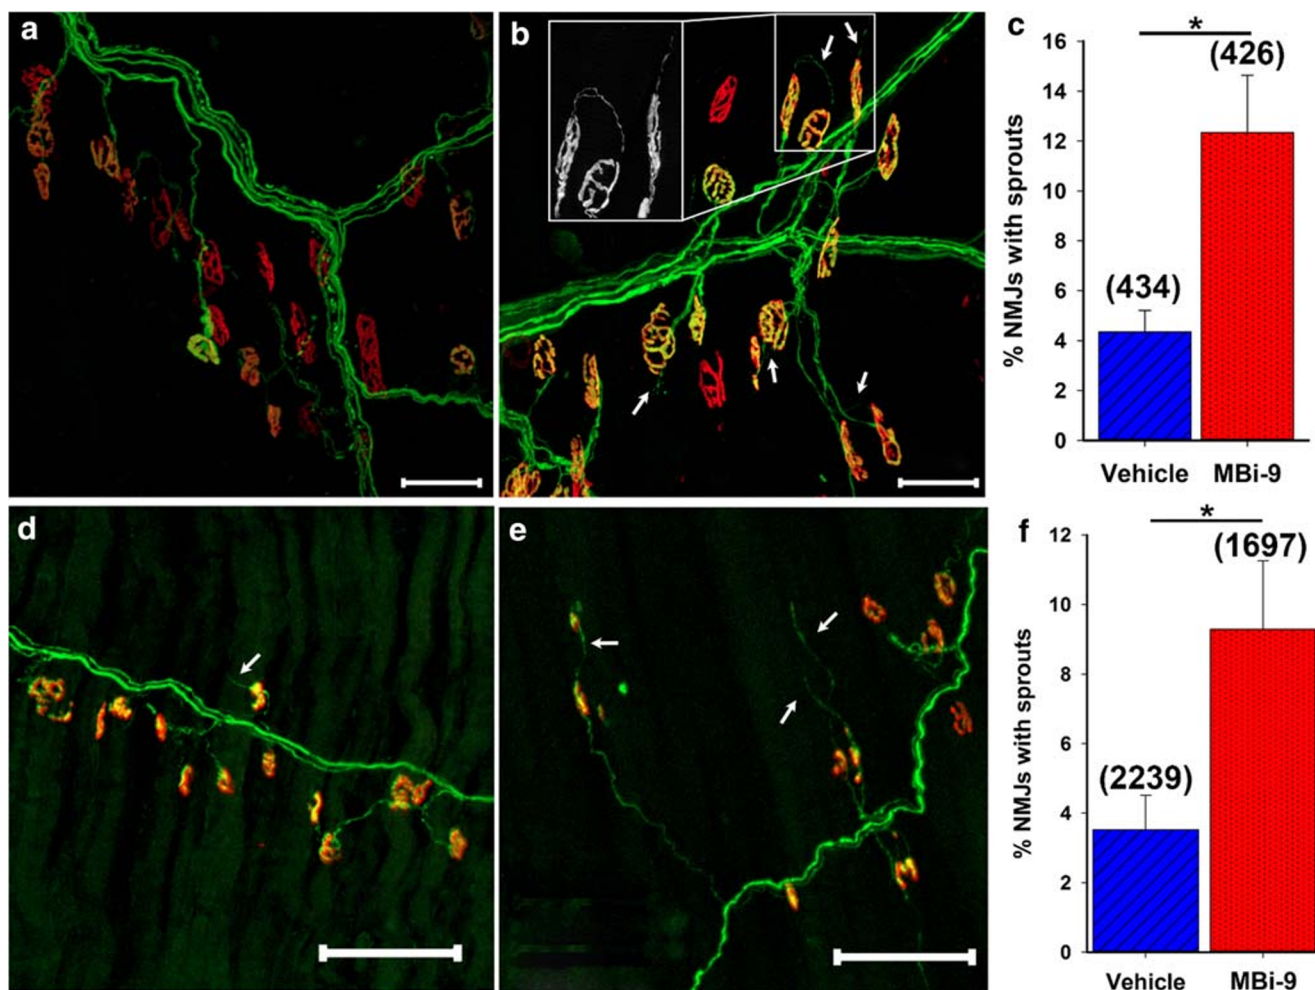 a
b
c
*
(426)
(434)
% NMJs with sprouts
16
14
12
10
8
6
4
2
0
Vehicle
MBi-9
d
e
f
*
(1697)
(2239)
% NMJs with sprouts
12
10
8
6
4
2
0
Vehicle
MBi-9